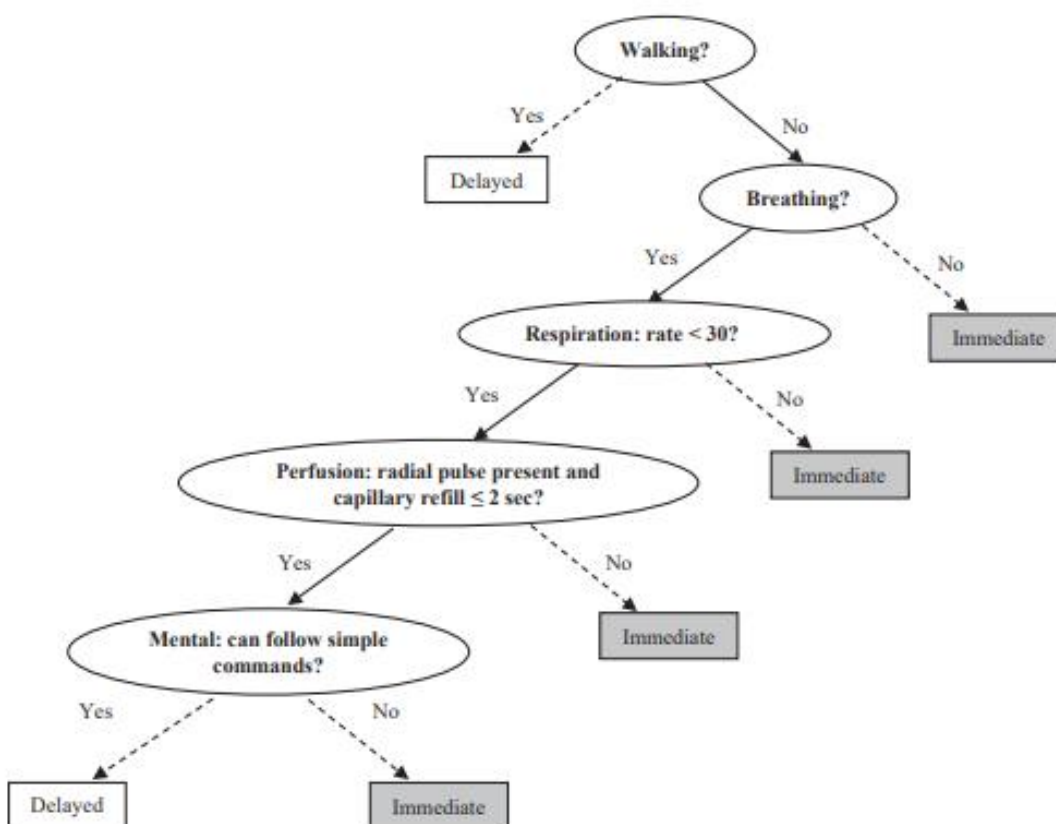 Walking?
Yes
No
Delayed
Breathing?
Yes
No
Respiration: rate < 30?
Immediate
Yes
No
Perfusion: radial pulse present and
capillary refill ≤ 2 sec?
Immediate
Yes
No
Mental: can follow simple
commands?
Immediate
Yes
No
Delayed
Immediate